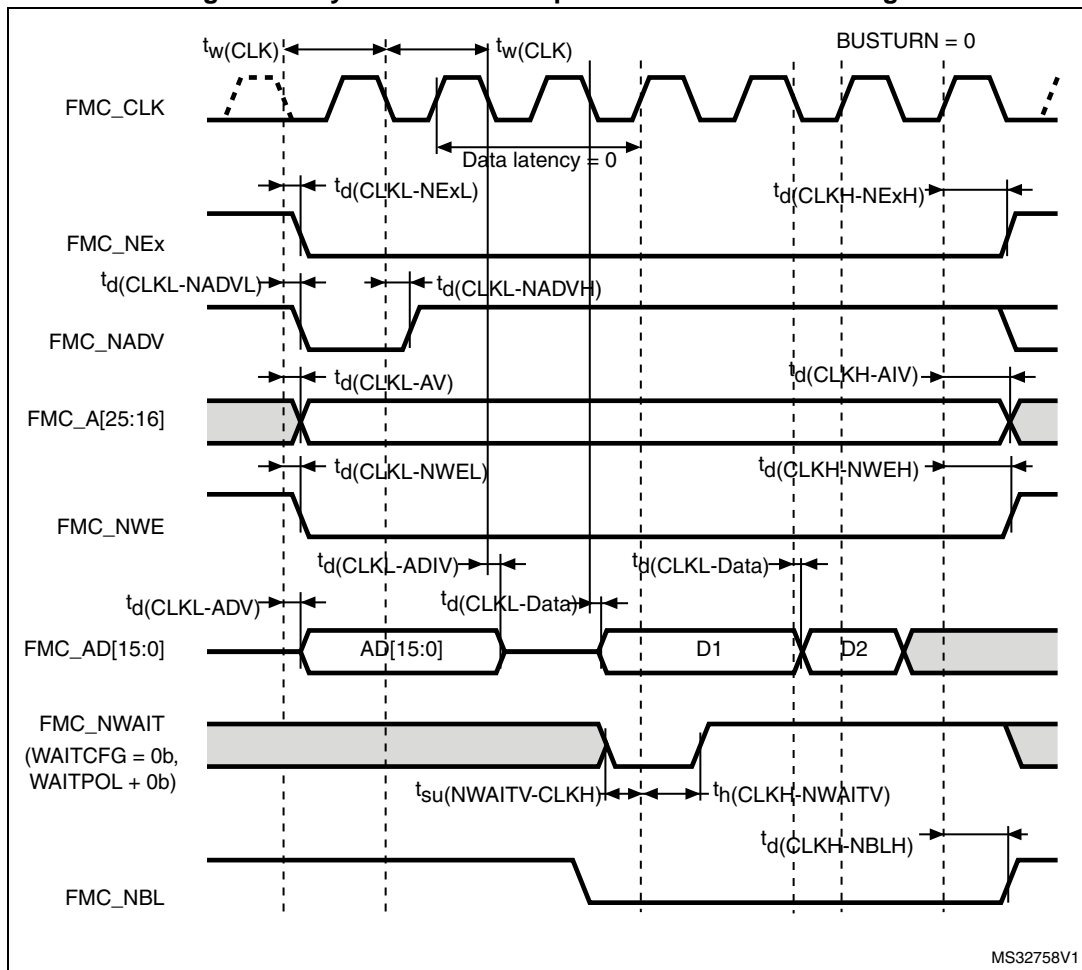 tw(CLK) tw(CLK) BUSTURN = 0
FMC_CLK
Data latency = 0
td(CLKL-NExL) td(CLKH-NExH)
FMC_NEx
td(CLKL-NADVL) td(CLKL-NADVH)
FMC_NADV
td(CLKL-AV) td(CLKH-AIV)
FMC_A[25:16]
td(CLKL-NWEL) td(CLKH-NWEH)
FMC_NWE
td(CLKL-ADIV) td(CLKL-Data)
td(CLKL-ADV) td(CLKL-Data)
FMC_AD[15:0] AD[15:0] D1 D2
FMC_NWAIT
(WAITCFG = 0b,
WAITPOL + 0b)
tsu(NWAITV-CLKH) th(CLKH-NWAITV)
td(CLKH-NBLH)
FMC_NBL
MS32758V1